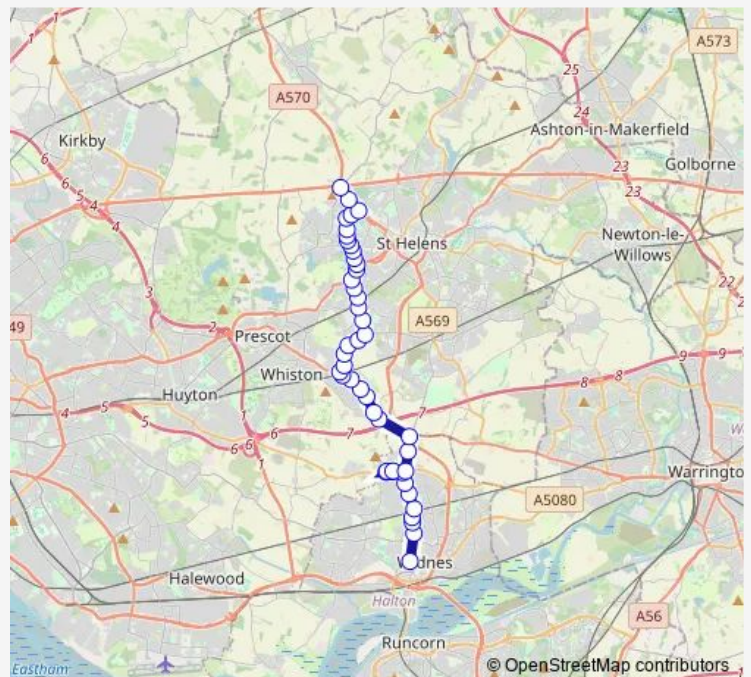 1
A573
25
A570
24
Ashton-in-Makerfield
Kirkby
6
6
5
4
4
23
Golborne
23
St Helens
Newton-le-
Willows
3
22
2
49
A569
Prescot
9
9
Whiston
8
8
Huyton
1
4
5
5
7
6
7
6
6
1
Warrington
A5080
Halewood
Halton
A56
Runcorn
Eastham
© OpenStreetMap contributors